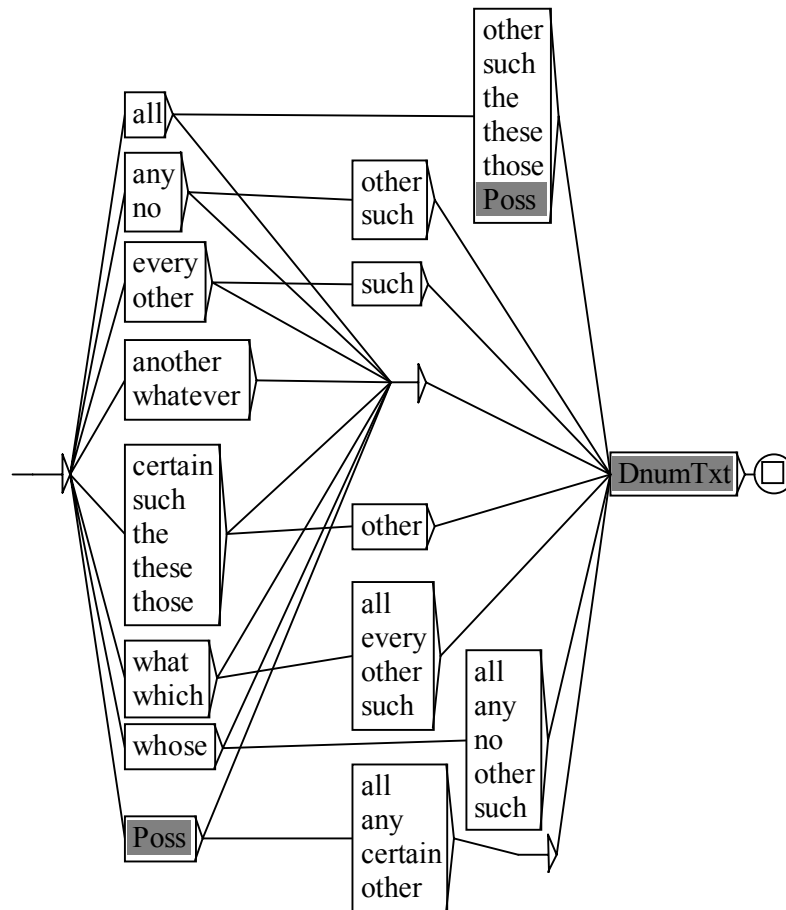 all
any
no
every
other
another
whatever
certain
such
the
these
those
what
which
whose
Poss
other
such
such
other
all
every
other
such
all
any
certain
other
other
such
the
these
those
Poss
all
any
no
other
such
DnumTxt